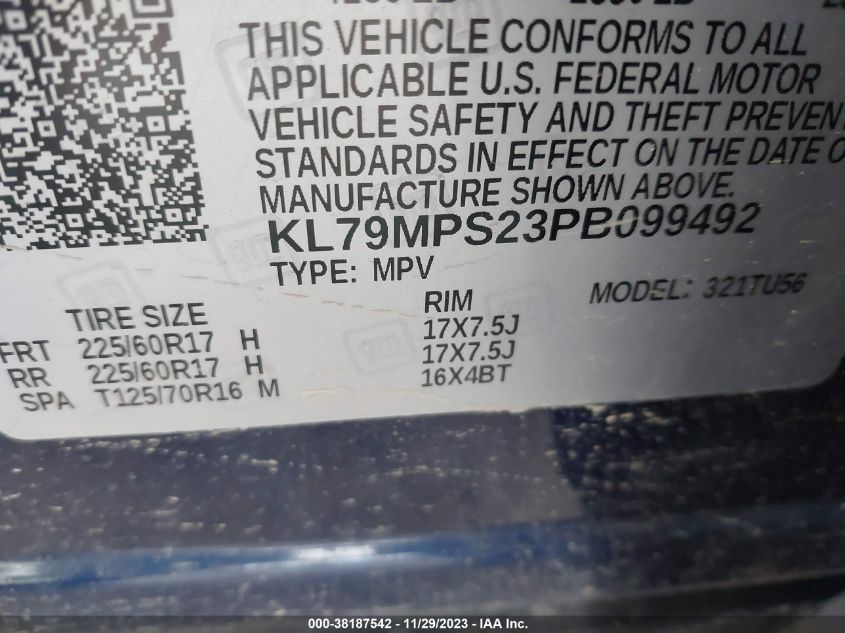 THIS VEHICLE CONFORMS TO ALL
APPLICABLE U.S. FEDERAL MOTOR
VEHICLE SAFETY AND THEFT PREVEN
STANDARDS IN EFFECT ON THE DATE O
MANUFACTURE SHOWN ABOVE.
KL79MPS23PB099492
TYPE: MPV
MODEL: 321TU56
TIRE SIZE RIM
FRT 225/60R17 H 17X7.5J
RR 225/60R17 H 17X7.5J
SPA T125/70R16 M 16X4BT
000-38187542 - 11/29/2023 - IAA Inc.